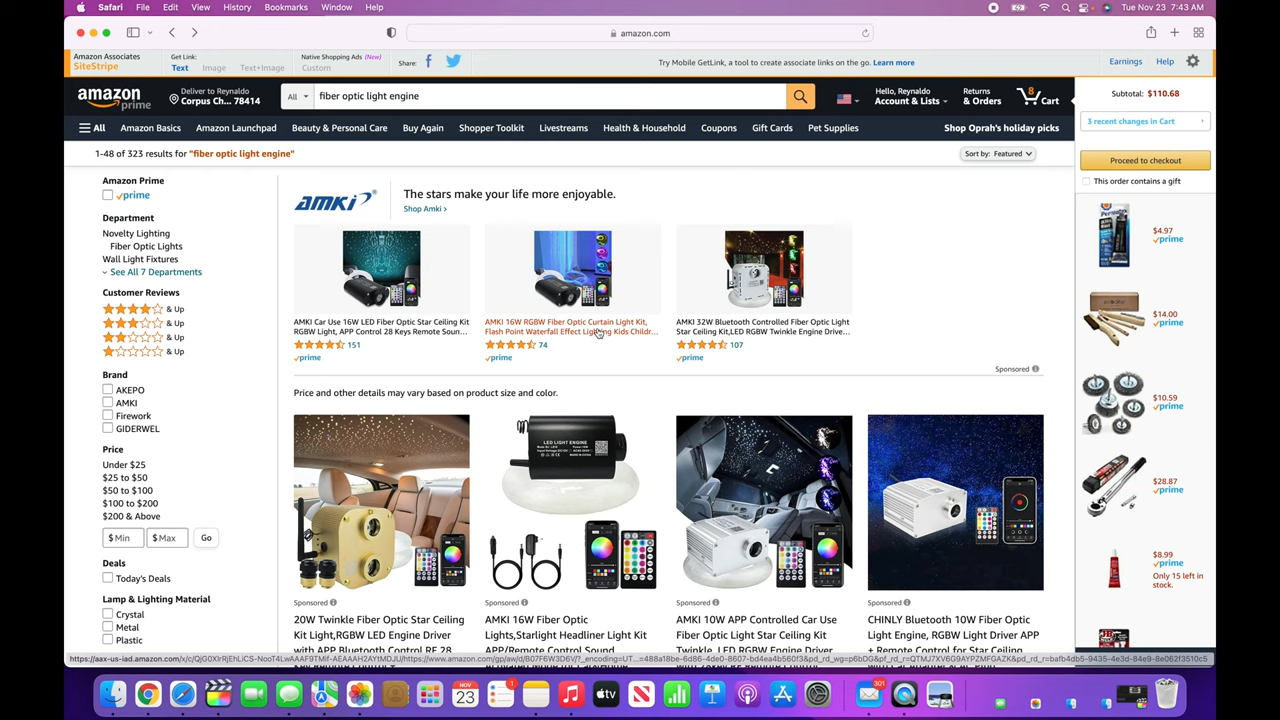 Safari File Edit View History Bookmarks Window Help
Tue Nov 23 7:43 AM
amazon.com
Amazon Associates
SiteStripe
Get Link:
Text Image Text+Image
Native Shopping Ads (New)
Custom
Share:
Try Mobile GetLink, a tool to create associate links on the go. Learn more
Earnings Help
amazon
prime
Deliver to Reynaldo
Corpus Ch... 78414
All
fiber optic light engine
Hello, Reynaldo
Account & Lists
Returns
& Orders
8
Cart
All Amazon Basics Amazon Launchpad Beauty & Personal Care Buy Again Shopper Toolkit Livestreams Health & Household Coupons Gift Cards Pet Supplies
Shop Oprah's holiday picks
1-48 of 323 results for "fiber optic light engine"
Sort by: Featured
Subtotal: $110.68
3 recent changes in Cart
Proceed to checkout
This order contains a gift
$4.97
prime
$14.00
prime
$10.59
prime
$28.87
prime
$8.99
prime
Only 15 left in
stock.
Amazon Prime
prime
Department
Novelty Lighting
Fiber Optic Lights
Wall Light Fixtures
See All 7 Departments
Customer Reviews
& Up
& Up
& Up
& Up
Brand
AKEPO
AMKI
Firework
GIDERWEL
Price
Under $25
$25 to $50
$50 to $100
$100 to $200
$200 & Above
$ Min $ Max Go
Deals
Today's Deals
Lamp & Lighting Material
Crystal
Metal
Plastic
AMKI
The stars make your life more enjoyable.
Shop Amki ›
AMKI Car Use 16W LED Fiber Optic Star Ceiling Kit
RGBW Light, APP Control 28 Keys Remote Soun...
151
prime
AMKI 16W RGBW Fiber Optic Curtain Light Kit,
Flash Point Waterfall Effect Lighting Kids Childr...
74
prime
AMKI 32W Bluetooth Controlled Fiber Optic Light
Star Ceiling Kit,LED RGBW Twinkle Engine Drive...
107
prime
Sponsored
Price and other details may vary based on product size and color.
LED LIGHT ENGINE
Sponsored
20W Twinkle Fiber Optic Star Ceiling
Kit Light,RGBW LED Engine Driver
Sponsored
AMKI 16W Fiber Optic
Lights,Starlight Headliner Light Kit
APP/Remote Control Sound
Sponsored
AMKI 10W APP Controlled Car Use
Fiber Optic Light Star Ceiling Kit
Twinkle, LED RGBW Engine Driver
Sponsored
CHINLY Bluetooth 10W Fiber Optic
Light Engine, RGBW Light Driver APP
+ Remote Control for Star Ceiling
NOV
23
1
tv
301